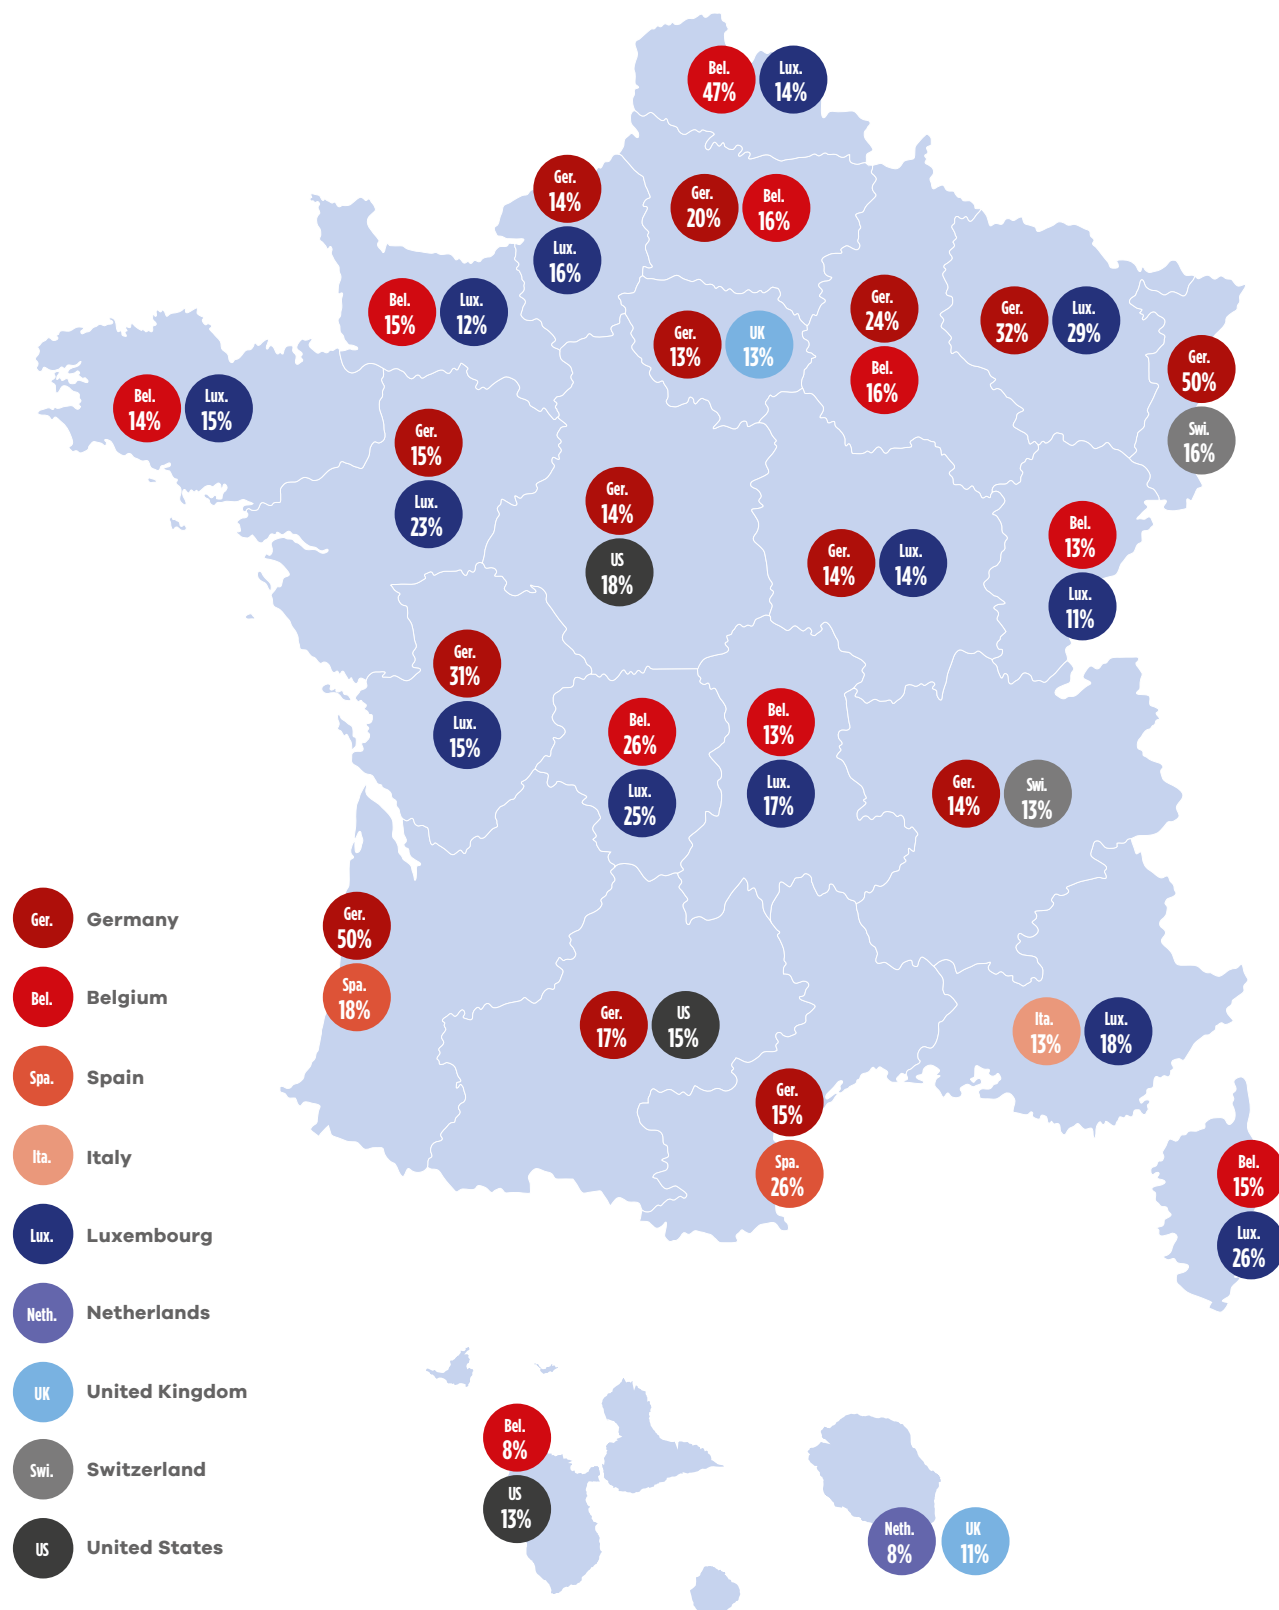 Bel.
47%
Lux.
14%
Ger.
14%
Lux.
16%
Ger.
20%
Bel.
16%
Bel.
15%
Lux.
12%
Ger.
13%
UK
13%
Ger.
24%
Bel.
16%
Ger.
32%
Lux.
29%
Ger.
50%
Swi.
16%
Bel.
14%
Lux.
15%
Ger.
15%
Lux.
23%
Ger.
14%
US
18%
Ger.
14%
Lux.
14%
Bel.
13%
Lux.
11%
Ger.
31%
Lux.
15%
Bel.
26%
Lux.
25%
Bel.
13%
Lux.
17%
Ger.
14%
Swi.
13%
Ger.
50%
Spa.
18%
Ger.
17%
US
15%
Ita.
13%
Lux.
18%
Ger.
15%
Spa.
26%
Bel.
15%
Lux.
26%
Bel.
8%
US
13%
Neth.
8%
UK
11%
Ger. Germany
Bel. Belgium
Spa. Spain
Ita. Italy
Lux. Luxembourg
Neth. Netherlands
UK United Kingdom
Swi. Switzerland
US United States